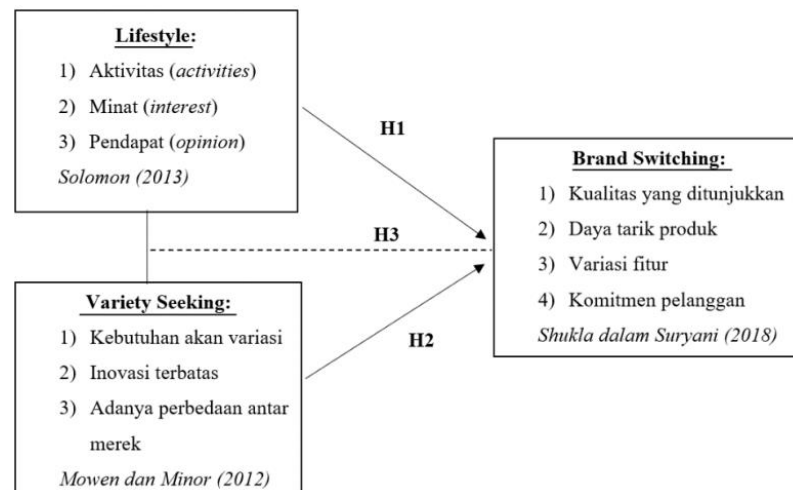 Lifestyle:
1) Aktivitas (activities)
2) Minat (interest)
3) Pendapat (opinion)
Solomon (2013)
H1
H3
H2
Variety Seeking:
1) Kebutuhan akan variasi
2) Inovasi terbatas
3) Adanya perbedaan antar
merek
Mowen dan Minor (2012)
Brand Switching:
1) Kualitas yang ditunjukkan
2) Daya tarik produk
3) Variasi fitur
4) Komitmen pelanggan
Shukla dalam Suryani (2018)